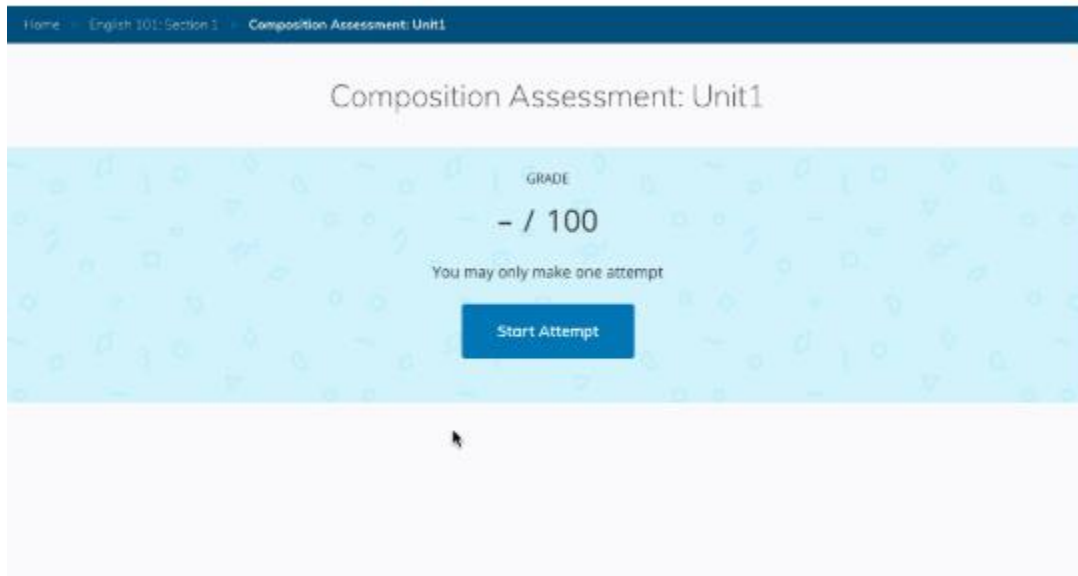 Home English 101: Section 1 Composition Assessment: Unit1
Composition Assessment: Unit1
GRADE
– / 100
You may only make one attempt
Start Attempt